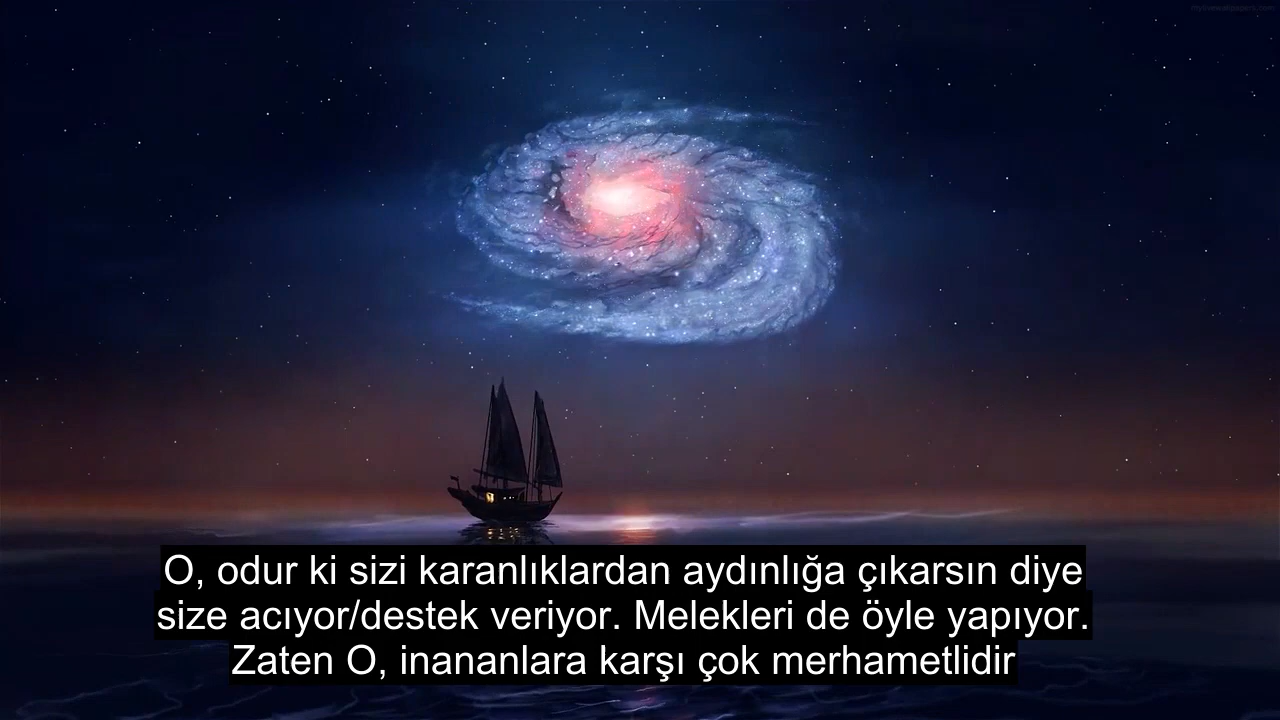 O, odur ki sizi karanlıklardan aydınlığa çıkarsın diye
size acıyor/destek veriyor. Melekleri de öyle yapıyor.
Zaten O, inananlara karşı çok merhametlidir